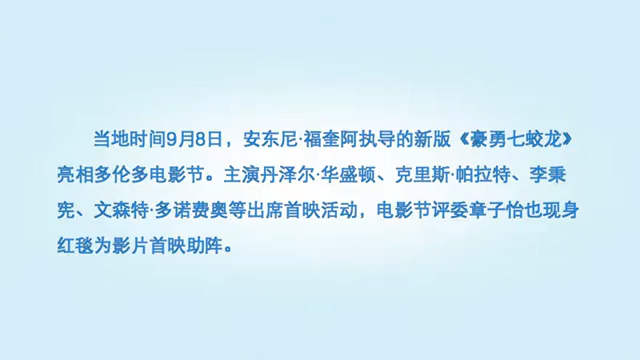 当地时间9月8日，安东尼·福奎阿执导的新版《豪勇七蛟龙》
亮相多伦多电影节。主演丹泽尔·华盛顿、克里斯·帕拉特、李秉
宪、文森特·多诺费奥等出席首映活动，电影节评委章子怡也现身
红毯为影片首映助阵。